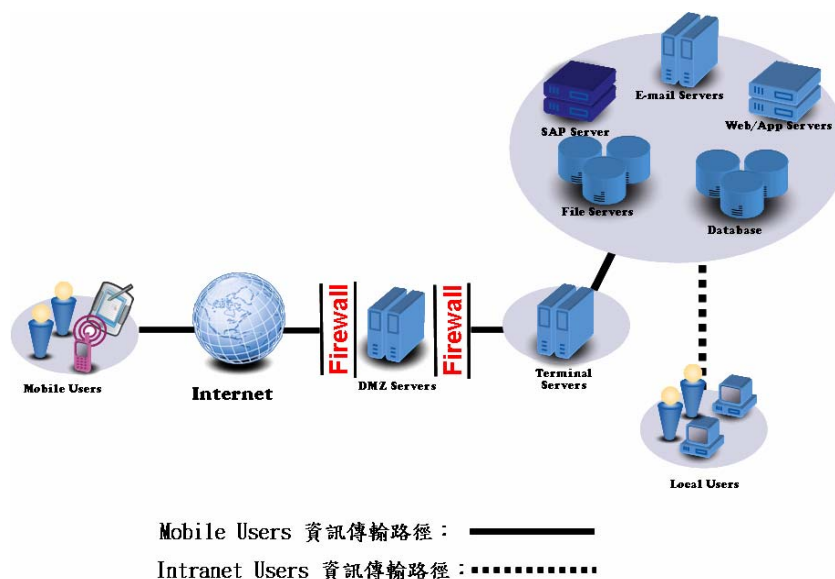 E-mail Servers
SAP Server
Web/App Servers
File Servers
Database
Mobile Users
Internet
Firewall
DMZ Servers
Firewall
Terminal
Servers
Local Users
Mobile Users 資訊傳輸路徑：
Intranet Users 資訊傳輸路徑：